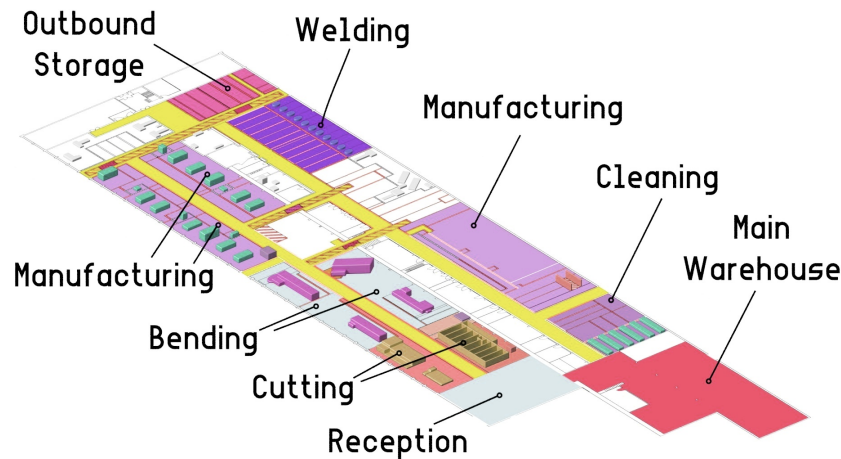 Outbound
Storage
Welding
Manufacturing
Cleaning
Main
Warehouse
Manufacturing
Bending
Cutting
Reception